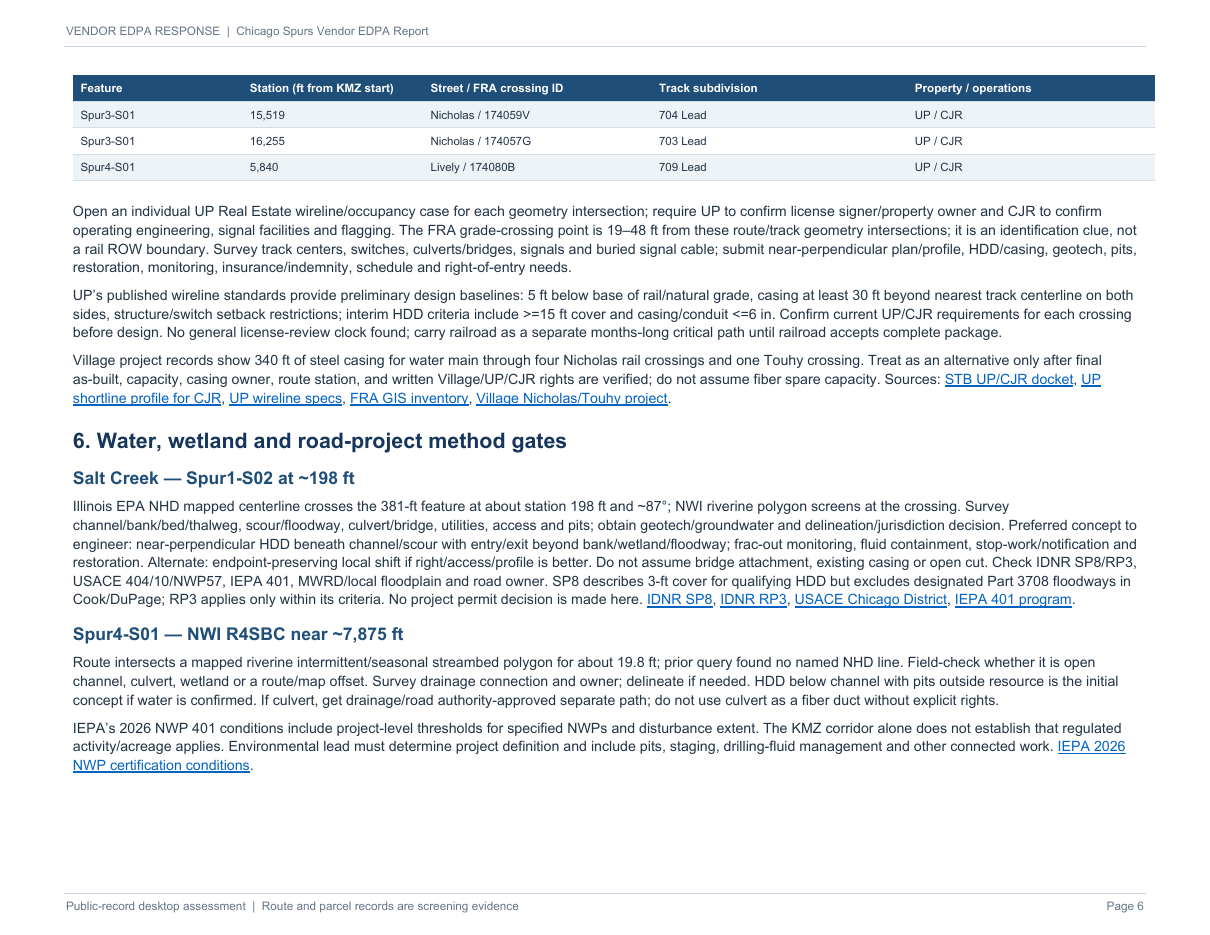 VENDOR EDPA RESPONSE | Chicago Spurs Vendor EDPA Report
Feature Station (ft from KMZ start) Street / FRA crossing ID Track subdivision Property / operations
Spur3-S01 15,519 Nicholas / 174059V 704 Lead UP / CJR
Spur3-S01 16,255 Nicholas / 174057G 703 Lead UP / CJR
Spur4-S01 5,840 Lively / 174080B 709 Lead UP / CJR
Open an individual UP Real Estate wireline/occupancy case for each geometry intersection; require UP to confirm license signer/property owner and CJR to confirm
operating engineering, signal facilities and flagging. The FRA grade-crossing point is 19–48 ft from these route/track geometry intersections; it is an identification clue, not
a rail ROW boundary. Survey track centers, switches, culverts/bridges, signals and buried signal cable; submit near-perpendicular plan/profile, HDD/casing, geotech, pits,
restoration, monitoring, insurance/indemnity, schedule and right-of-entry needs.
UP’s published wireline standards provide preliminary design baselines: 5 ft below base of rail/natural grade, casing at least 30 ft beyond nearest track centerline on both
sides, structure/switch setback restrictions; interim HDD criteria include >=15 ft cover and casing/conduit <=6 in. Confirm current UP/CJR requirements for each crossing
before design. No general license-review clock found; carry railroad as a separate months-long critical path until railroad accepts complete package.
Village project records show 340 ft of steel casing for water main through four Nicholas rail crossings and one Touhy crossing. Treat as an alternative only after final
as-built, capacity, casing owner, route station, and written Village/UP/CJR rights are verified; do not assume fiber spare capacity. Sources: STB UP/CJR docket, UP
shortline profile for CJR, UP wireline specs, FRA GIS inventory, Village Nicholas/Touhy project.
6. Water, wetland and road-project method gates
Salt Creek — Spur1-S02 at ~198 ft
Illinois EPA NHD mapped centerline crosses the 381-ft feature at about station 198 ft and ~87°; NWI riverine polygon screens at the crossing. Survey
channel/bank/bed/thalweg, scour/floodway, culvert/bridge, utilities, access and pits; obtain geotech/groundwater and delineation/jurisdiction decision. Preferred concept to
engineer: near-perpendicular HDD beneath channel/scour with entry/exit beyond bank/wetland/floodway; frac-out monitoring, fluid containment, stop-work/notification and
restoration. Alternate: endpoint-preserving local shift if right/access/profile is better. Do not assume bridge attachment, existing casing or open cut. Check IDNR SP8/RP3,
USACE 404/10/NWP57, IEPA 401, MWRD/local floodplain and road owner. SP8 describes 3-ft cover for qualifying HDD but excludes designated Part 3708 floodways in
Cook/DuPage; RP3 applies only within its criteria. No project permit decision is made here. IDNR SP8, IDNR RP3, USACE Chicago District, IEPA 401 program.
Spur4-S01 — NWI R4SBC near ~7,875 ft
Route intersects a mapped riverine intermittent/seasonal streambed polygon for about 19.8 ft; prior query found no named NHD line. Field-check whether it is open
channel, culvert, wetland or a route/map offset. Survey drainage connection and owner; delineate if needed. HDD below channel with pits outside resource is the initial
concept if water is confirmed. If culvert, get drainage/road authority-approved separate path; do not use culvert as a fiber duct without explicit rights.
IEPA’s 2026 NWP 401 conditions include project-level thresholds for specified NWPs and disturbance extent. The KMZ corridor alone does not establish that regulated
activity/acreage applies. Environmental lead must determine project definition and include pits, staging, drilling-fluid management and other connected work. IEPA 2026
NWP certification conditions.
Public-record desktop assessment | Route and parcel records are screening evidence Page 6